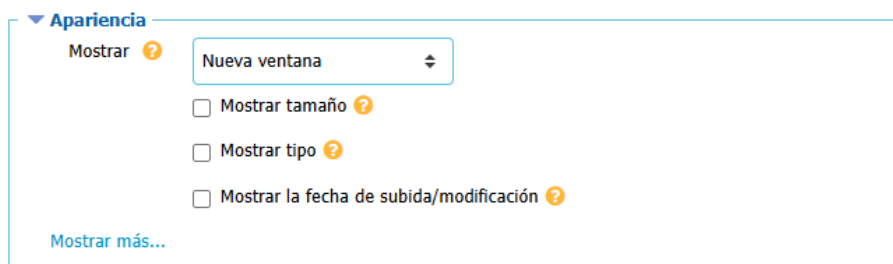 Apariencia
Mostrar
Nueva ventana
Mostrar tamaño
Mostrar tipo
Mostrar la fecha de subida/modificación
Mostrar más...